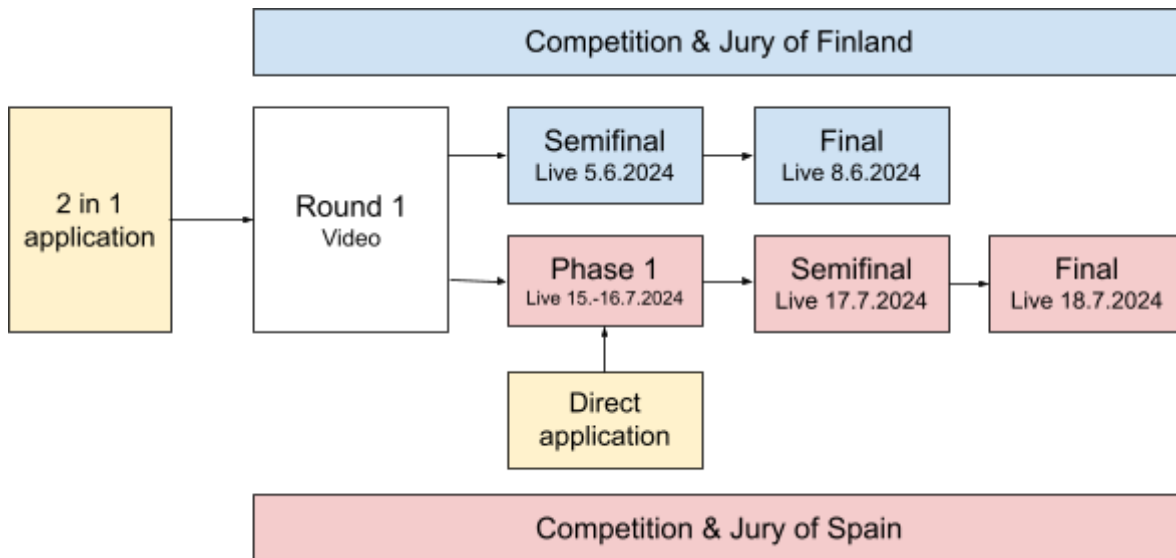 Competition & Jury of Finland
2 in 1
application
Round 1
Video
Semifinal
Live 5.6.2024
Final
Live 8.6.2024
Phase 1
Live 15.-16.7.2024
Semifinal
Live 17.7.2024
Final
Live 18.7.2024
Direct
application
Competition & Jury of Spain